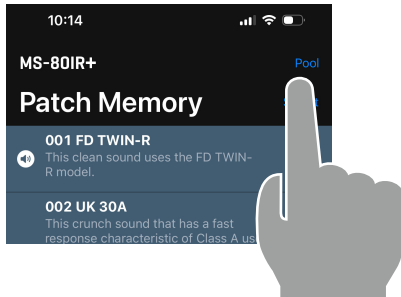 10:14
MS-80IR+
Pool
Patch Memory
001 FD TWIN-R
This clean sound uses the FD TWIN-
R model.
002 UK 30A
This crunch sound that has a fast
response characteristic of Class A